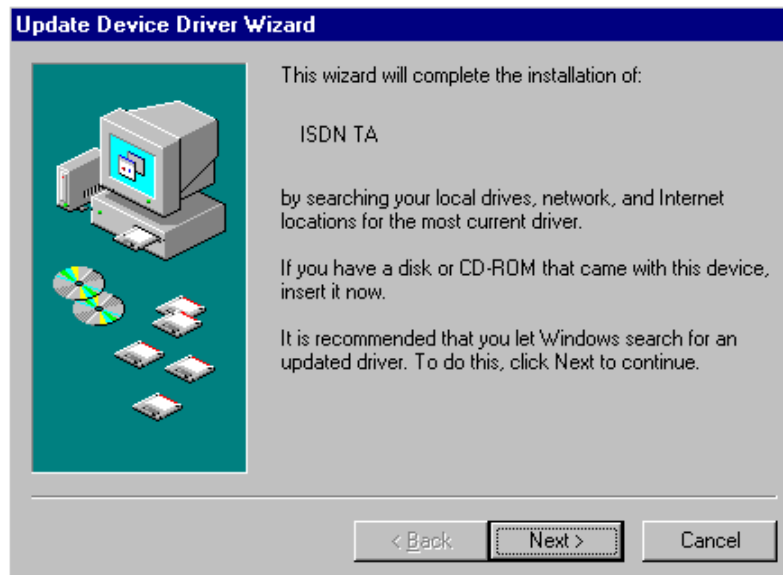 Update Device Driver Wizard
This wizard will complete the installation of:
ISDN TA
by searching your local drives, network, and Internet
locations for the most current driver.
If you have a disk or CD-ROM that came with this device,
insert it now.
It is recommended that you let Windows search for an
updated driver. To do this, click Next to continue.
< Back
Next >
Cancel